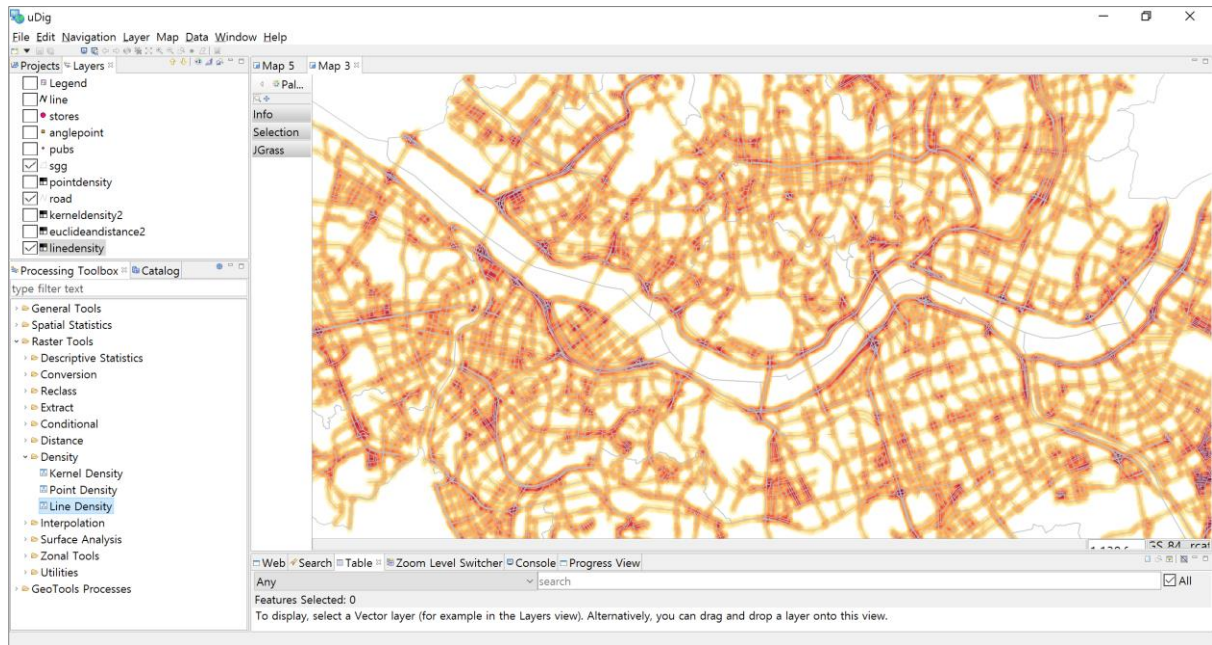 uDig
File Edit Navigation Layer Map Data Window Help
Projects Layers
Legend
line
stores
anglepoint
pubs
sgg
pointdensity
road
kerneldensity2
euclideandistance2
linedensity
Processing Toolbox Catalog
type filter text
General Tools
Spatial Statistics
Raster Tools
Descriptive Statistics
Conversion
Reclass
Extract
Conditional
Distance
Density
Kernel Density
Point Density
Line Density
Interpolation
Surface Analysis
Zonal Tools
Utilities
GeoTools Processes
Map 5 Map 3
Pal...
Info
Selection
JGrass
Web Search Table Zoom Level Switcher Console Progress View
Any search All
Features Selected: 0
To display, select a Vector layer (for example in the Layers view). Alternatively, you can drag and drop a layer onto this view.